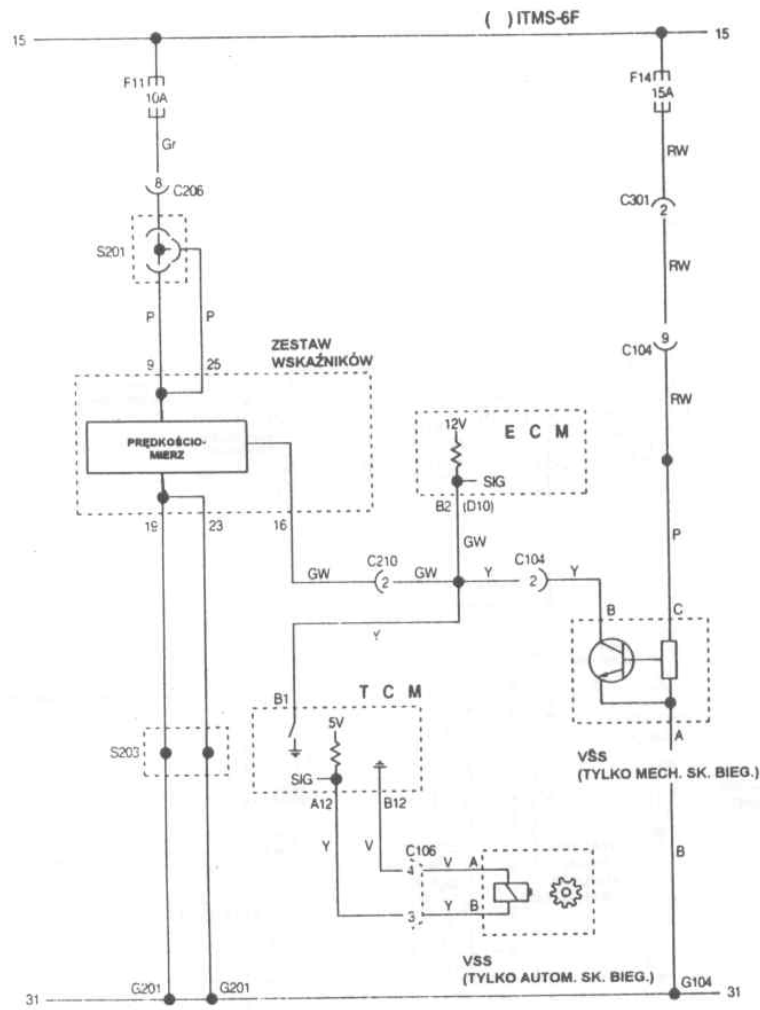 ( ) ITMS-6F
15
15
F11
10A
F14
15A
Gr
RW
8
C206
C301
2
S201
RW
P
P
9
C104
9
25
ZESTAW
WSKAŹNIKÓW
RW
12V
E C M
PRĘDKOŚCIO-
MIERZ
SIG
B2 (D10)
19
23
16
GW
P
GW
C210
2
GW
Y
C104
2
Y
B
C
Y
B1
T C M
5V
S203
A
SIG
VSS
(TYLKO MECH. SK. BIEG.)
A12
B12
Y
V
C106
B
4
V
A
3
Y
B
VSS
(TYLKO AUTOM. SK. BIEG.)
G201
G201
G104
31
31